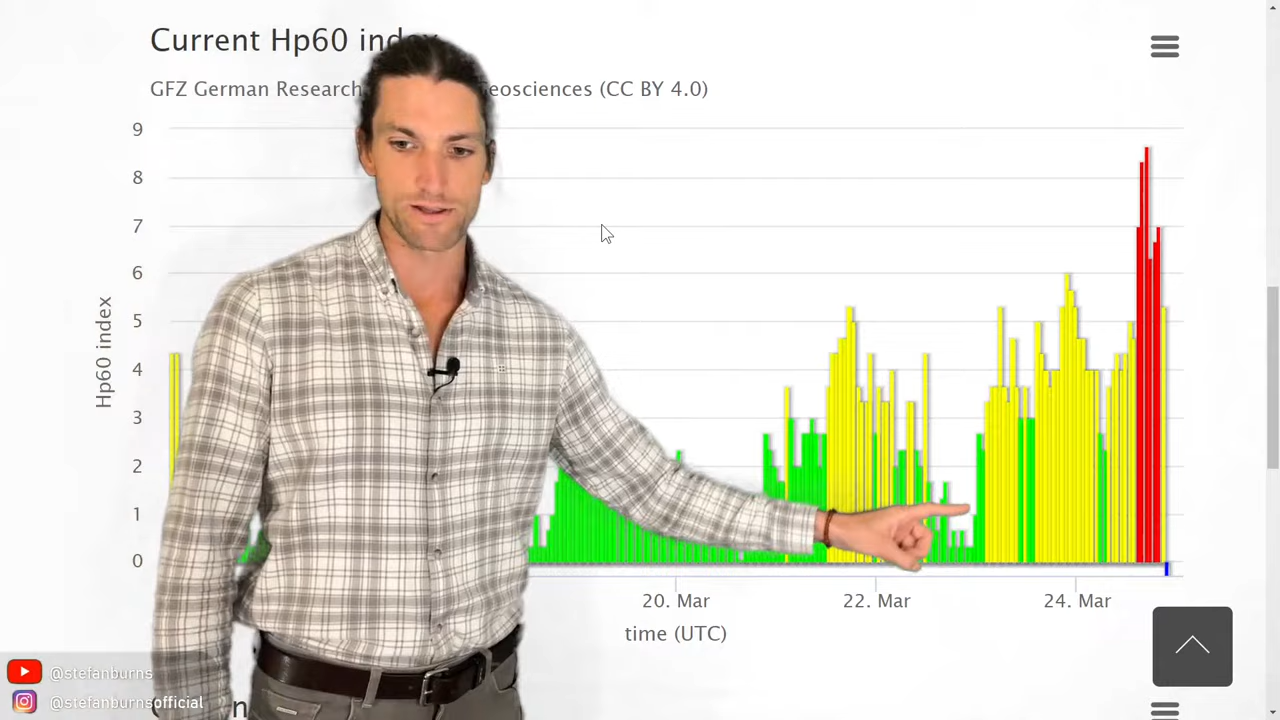 Current Hp60 ind
GFZ German Research eosciences (CC BY 4.0)
9
8
7
6
5
4
3
2
1
0
Hp60 index
20. Mar
22. Mar
24. Mar
time (UTC)
@stefanburns
@stefanburnsofficial
n